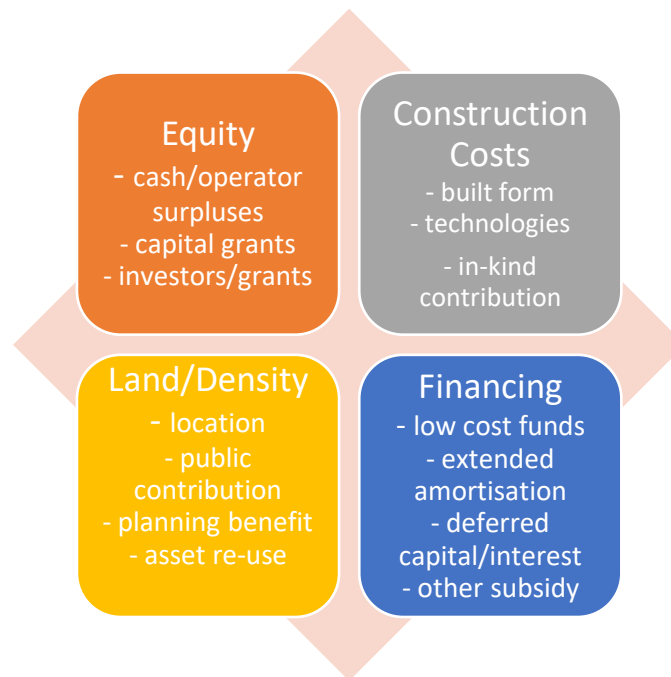 Equity
- cash/operator
surpluses
- capital grants
- investors/grants
Construction
Costs
- built form
- technologies
- in-kind
contribution
Land/Density
- location
- public
contribution
- planning benefit
- asset re-use
Financing
- low cost funds
- extended
amortisation
- deferred
capital/interest
- other subsidy